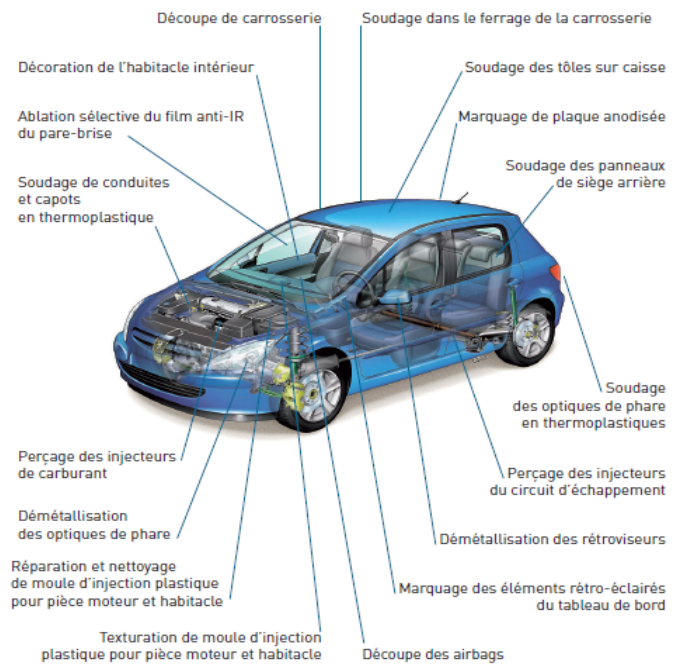 Découpe de carrosserie
Soudage dans le ferrage de la carrosserie
Décoration de l'habitacle intérieur
Soudage des tôles sur caisse
Ablation sélective du film anti-IR
du pare-brise
Marquage de plaque anodisée
Soudage des panneaux
de siège arrière
Soudage de conduites
et capots
en thermoplastique
Soudage
des optiques de phare
en thermoplastiques
Perçage des injecteurs
de carburant
Perçage des injecteurs
du circuit d'échappement
Démétallisation
des optiques de phare
Démétallisation des rétroviseurs
Réparation et nettoyage
de moule d'injection plastique
pour pièce moteur et habitacle
Marquage des éléments rétro-éclairés
du tableau de bord
Texturation de moule d'injection
plastique pour pièce moteur et habitacle
Découpe des airbags